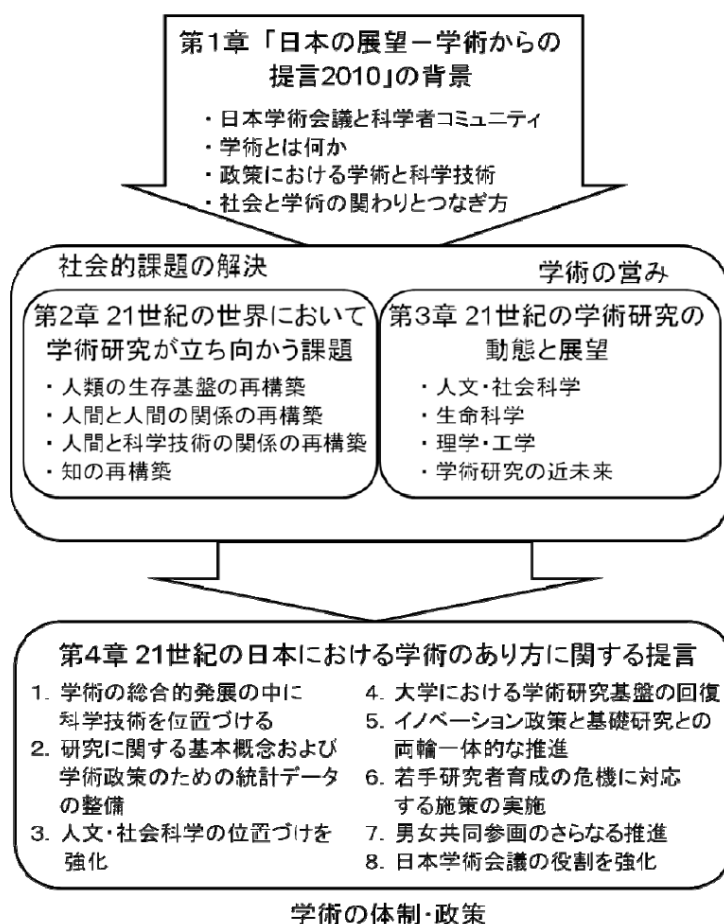 第1章 「日本の展望－学術からの
提言2010」の背景
・日本学術会議と科学者コミュニティ
・学術とは何か
・政策における学術と科学技術
・社会と学術の関わりとつなぎ方
社会的課題の解決
第2章 21世紀の世界において
学術研究が立ち向かう課題
・人類の生存基盤の再構築
・人間と人間の関係の再構築
・人間と科学技術の関係の再構築
・知の再構築
学術の営み
第3章 21世紀の学術研究の
動態と展望
・人文・社会科学
・生命科学
・理学・工学
・学術研究の近未来
第4章 21世紀の日本における学術のあり方に関する提言
1. 学術の総合的発展の中に
科学技術を位置づける
2. 研究に関する基本概念および
学術政策のための統計データ
の整備
3. 人文・社会科学の位置づけを
強化
4. 大学における学術研究基盤の回復
5. イノベーション政策と基礎研究との
両輪一体的な推進
6. 若手研究者育成の危機に対応
する施策の実施
7. 男女共同参画のさらなる推進
8. 日本学術会議の役割を強化
学術の体制・政策